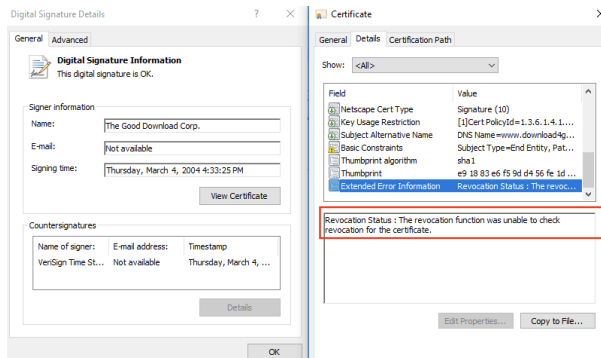 Digital Signature Details
?
General
Advanced
Digital Signature Information
This digital signature is OK.
Signer information
Name:
The Good Download Corp.
E-mail:
Not available
Signing time:
Thursday, March 4, 2004 4:33:25 PM
View Certificate
Countersignatures
Name of signer:
E-mail address:
Timestamp
VeriSign Time St...
Not available
Thursday, March 4, ...
Details
OK
Certificate
General
Details
Certification Path
Show:
<All>
Field
Value
Netscape Cert Type
Signature (10)
Key Usage Restriction
[1]Cert PolicyId=1.3.6.1.4.1....
Subject Alternative Name
DNS Name=www.download4g...
Basic Constraints
Subject Type=End Entity, Pat...
Thumbprint algorithm
sha1
Thumbprint
e9 18 83 e6 f5 9d d4 56 fe 1d ...
Extended Error Information
Revocation Status : The revoc...
Revocation Status : The revocation function was unable to check
revocation for the certificate.
Edit Properties...
Copy to File...